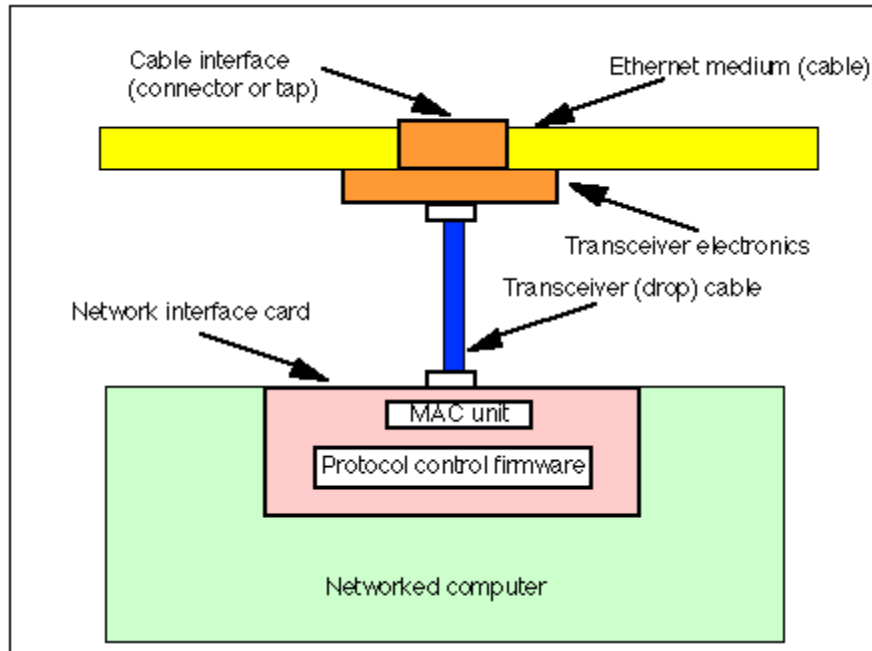 Cable interface
(connector or tap)
Ethernet medium (cable)
Transceiver electronics
Transceiver (drop) cable
Network interface card
MAC unit
Protocol control firmware
Networked computer